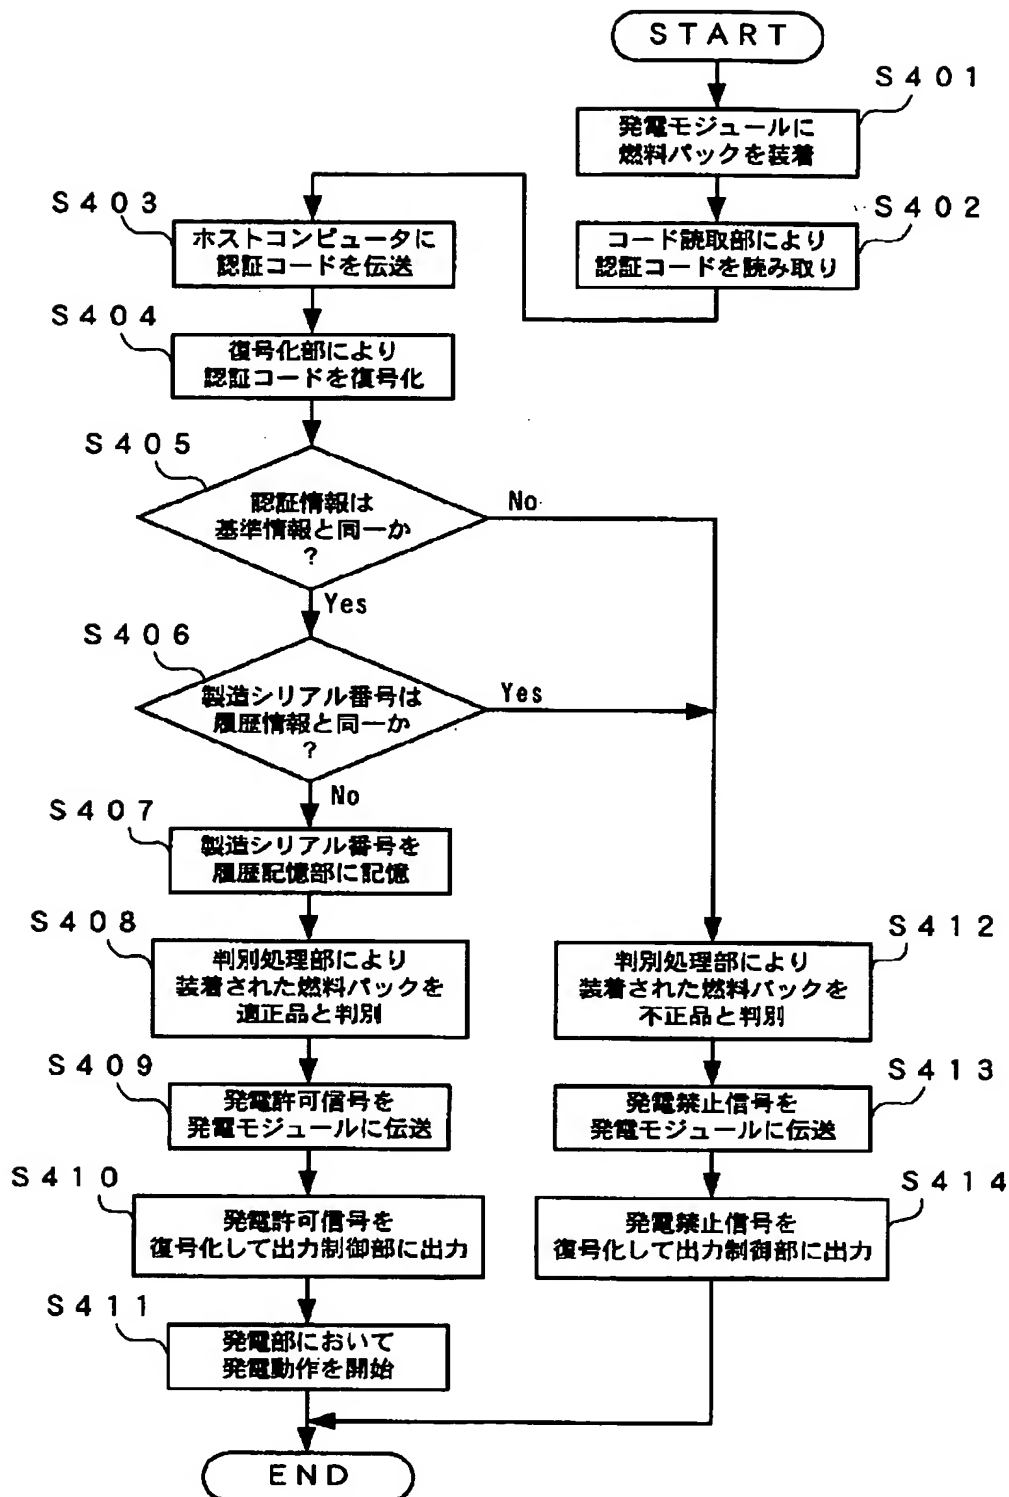 START
S401
発電モジュールに
燃料パックを装着
S402
コード読取部により
認証コードを読み取り
S403
ホストコンピュータに
認証コードを伝送
S404
復号化部により
認証コードを復号化
S405
認証情報は
基準情報と同一か
?
No
Yes
S406
製造シリアル番号は
履歴情報と同一か
?
Yes
No
S407
製造シリアル番号を
履歴記憶部に記憶
S408
判別処理部により
装着された燃料パックを
適正品と判別
S409
発電許可信号を
発電モジュールに伝送
S410
発電許可信号を
復号化して出力制御部に出力
S411
発電部において
発電動作を開始
S412
判別処理部により
装着された燃料パックを
不正品と判別
S413
発電禁止信号を
発電モジュールに伝送
S414
発電禁止信号を
復号化して出力制御部に出力
END